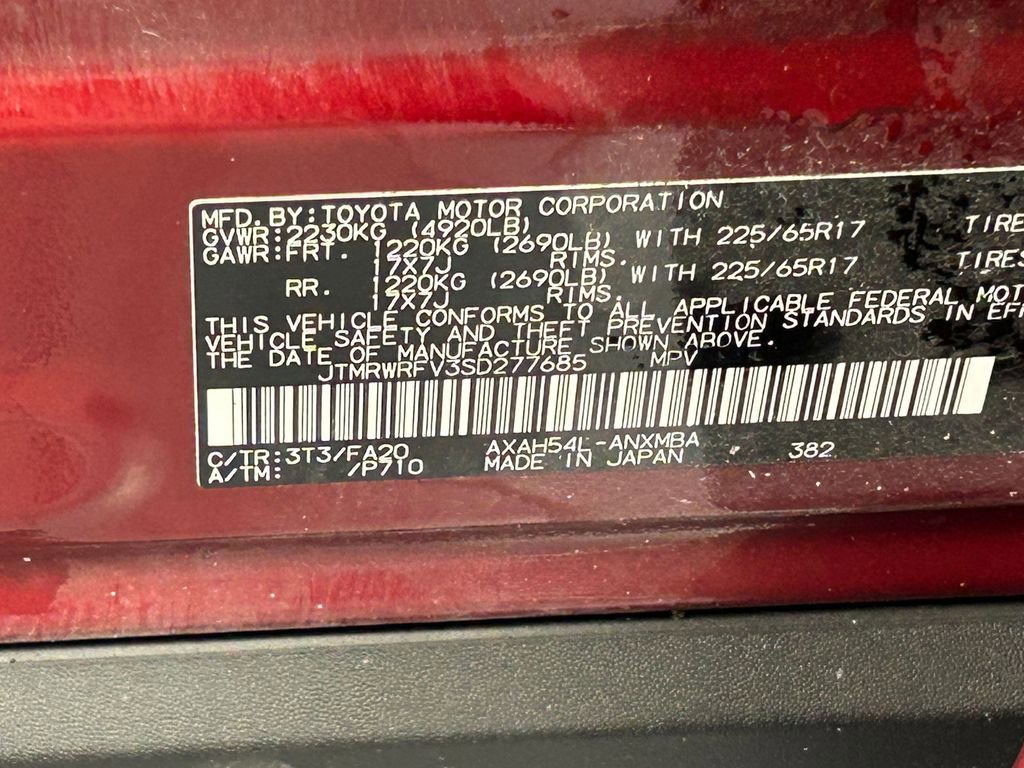 MFD. BY: TOYOTA MOTOR CORPORATION
GVWR: 2230KG (4920LB)
GAWR: FRT. 1220KG (2690LB) WITH 225/65R17 TIRE
17X7J RIMS.
RR. 1220KG (2690LB) WITH 225/65R17 TIRES
17X7J RIMS.
THIS VEHICLE CONFORMS TO ALL APPLICABLE FEDERAL MOT
VEHICLE SAFETY AND THEFT PREVENTION STANDARDS IN EFF
THE DATE OF MANUFACTURE SHOWN ABOVE.
JTMRWRFV3SD277685 MPV
C/TR: 3T3/FA20 AXAH54L-ANXMBA 382
A/TM: /P710 MADE IN JAPAN